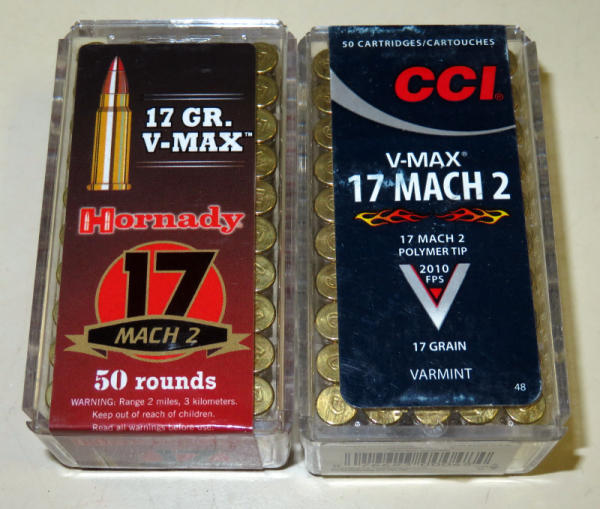 17 GR.
V-MAX™
Hornady®
17
MACH 2
50 rounds
WARNING: Range 2 miles, 3 kilometers.
Keep out of reach of children.
Read all warnings before use.
50 CARTRIDGES/CARTOUCHES
CCI®
V-MAX®
17 MACH 2
17 MACH 2
POLYMER TIP
2010
FPS
17 GRAIN
VARMINT
48